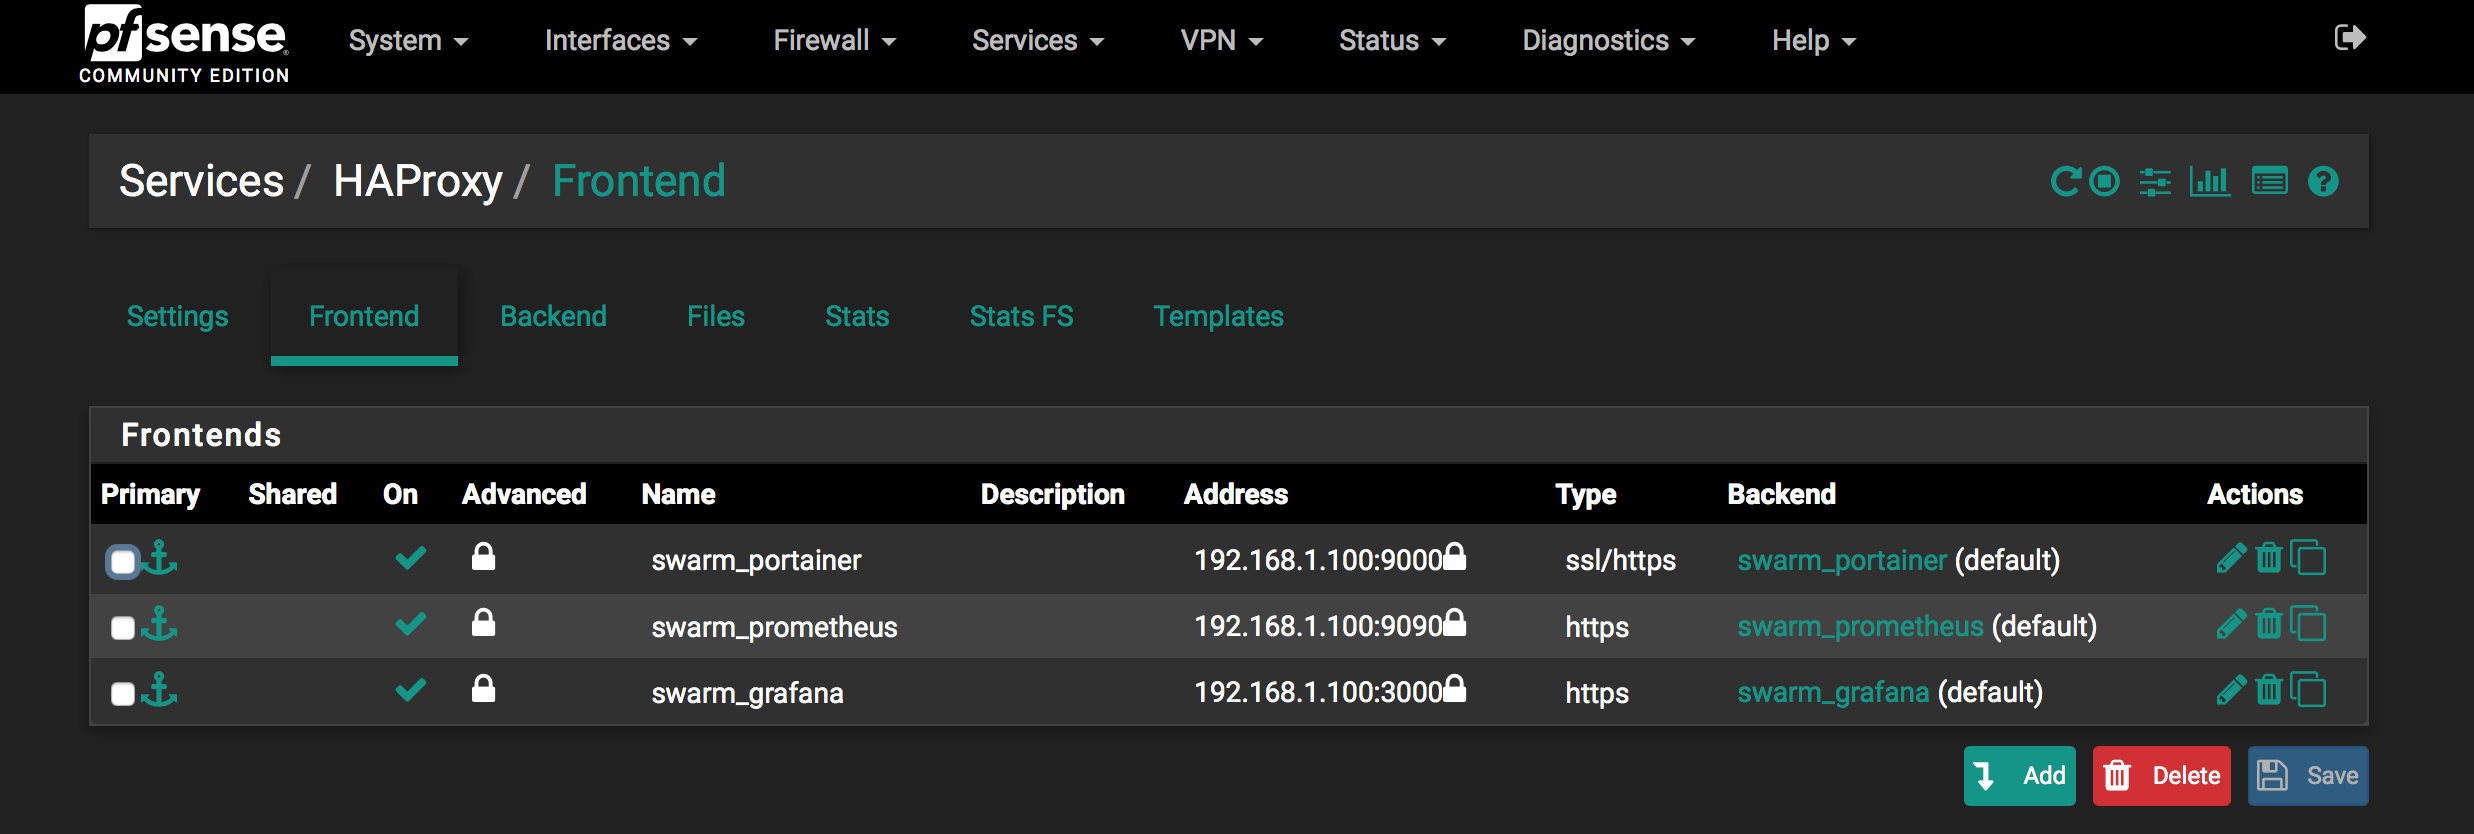 pfsense
COMMUNITY EDITION
System Interfaces Firewall Services VPN Status Diagnostics Help
Services / HAProxy / Frontend
Settings Frontend Backend Files Stats Stats FS Templates
Frontends
Primary Shared On Advanced Name Description Address Type Backend Actions
swarm_portainer 192.168.1.100:9000 ssl/https swarm_portainer (default)
swarm_prometheus 192.168.1.100:9090 https swarm_prometheus (default)
swarm_grafana 192.168.1.100:3000 https swarm_grafana (default)
Add Delete Save